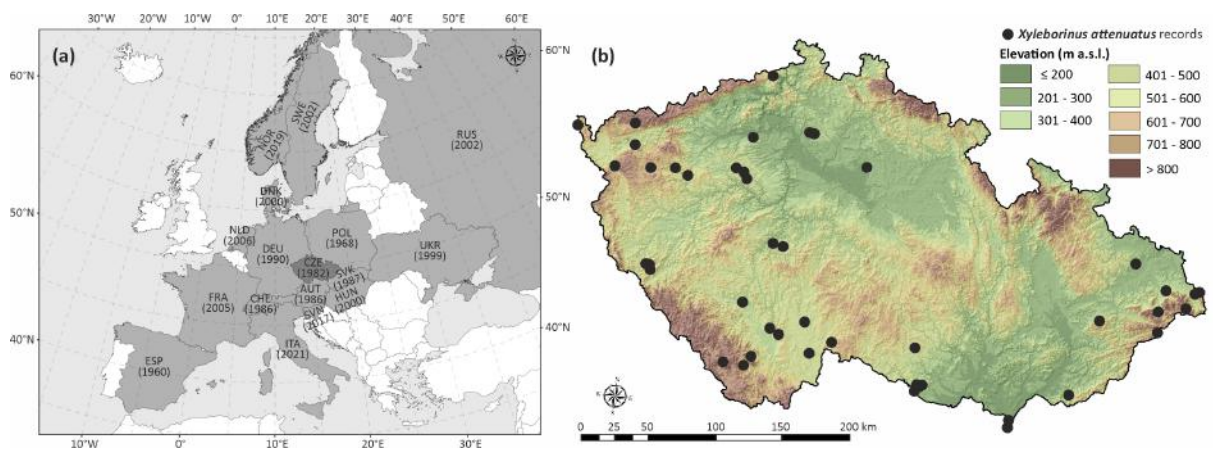 30°W 20°W 10°W 0° 10°E 20°E 30°E 40°E 50°E 60°E
(a)
60°N
50°N
40°N
60°N
50°N
40°N
NOR
(2019)
SWE
(2002)
RUS
(2002)
DNK
(2000)
NLD
(2006)
DEU
(1990)
POL
(1968)
UKR
(1999)
CZE
(1982)
SVK
(1987)
FRA
(2005)
CHE
(1986)
AUT
(1986)
HUN
(2000)
SVN
(2017)
ITA
(2021)
ESP
(1960)
10°W 0° 10°E 20°E 30°E
(b)
Xyleborinus attenuatus records
Elevation (m a.s.l.)
≤ 200
201 - 300
301 - 400
401 - 500
501 - 600
601 - 700
701 - 800
> 800
0 25 50 100 150 200 km